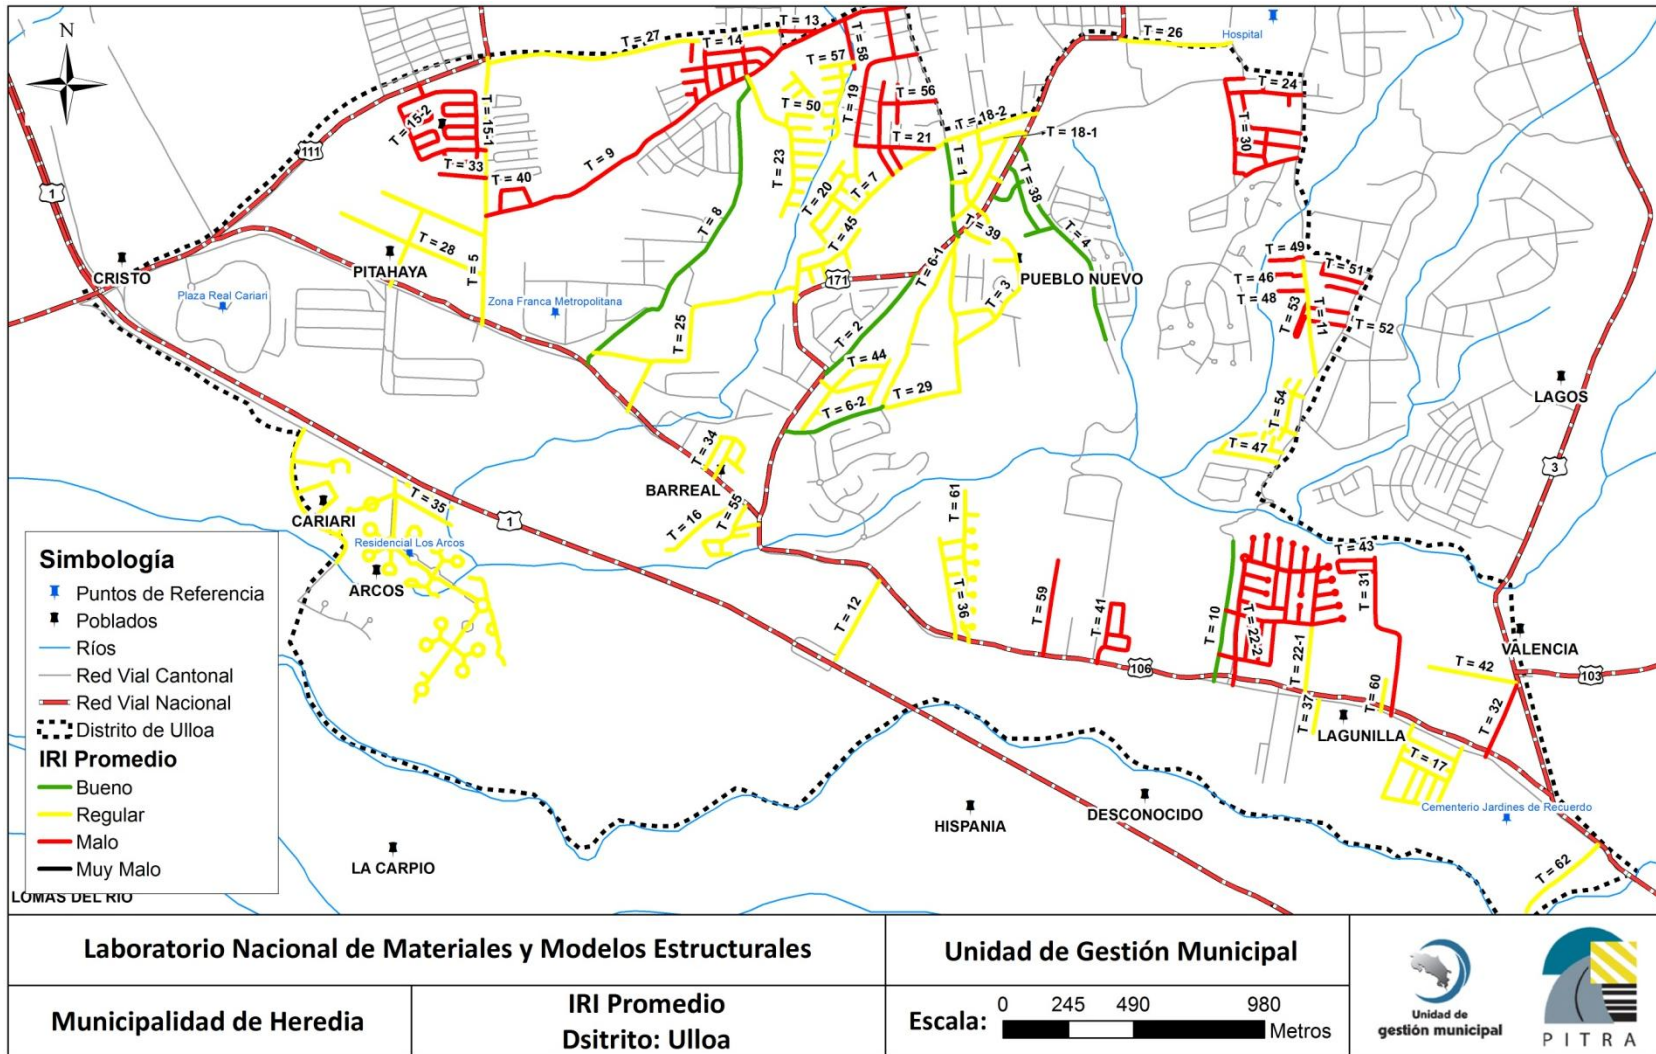 N
T = 13
T = 27
T = 14
T = 58
T = 57
T = 26
Hospital
T = 15-2
T = 15-1
T = 50
T = 19
T = 56
T = 24
T = 18-2
T = 18-1
T = 21
T = 30
111
1
T = 33
T = 40
T = 9
T = 23
T = 1
T = 38
T = 20
T = 7
T = 8
T = 45
T = 39
T = 4
CRISTO
T = 28
PITAHAYA
T = 5
T = 6-1
171
PUEBLO NUEVO
T = 49
T = 46
T = 51
T = 48
T = 53
T = 11
T = 52
Plaza Real Cariari
Zona Franca Metropolitana
T = 3
T = 25
T = 2
T = 44
T = 29
T = 6-2
LAGOS
T = 54
T = 47
T = 34
3
BARREAL
T = 61
T = 35
CARIARI
1
T = 16
T = 55
Residencial Los Arcos
ARCOS
T = 43
T = 31
T = 12
T = 36
T = 59
T = 41
T = 10
T = 22-2
T = 22-1
VALENCIA
106
T = 42
103
T = 60
T = 37
T = 32
LAGUNILLA
T = 17
DESCONOCIDO
HISPANIA
Cementerio Jardines de Recuerdo
LA CARPIO
T = 62
LOMAS DEL RIO
Simbología
Puntos de Referencia
Poblados
Ríos
Red Vial Cantonal
Red Vial Nacional
Distrito de Ulloa
IRI Promedio
Bueno
Regular
Malo
Muy Malo
Laboratorio Nacional de Materiales y Modelos Estructurales
Unidad de Gestión Municipal
Municipalidad de Heredia
IRI Promedio
Dsitrito: Ulloa
Escala:
0 245 490 980
Metros
Unidad de
gestión municipal
PITRA